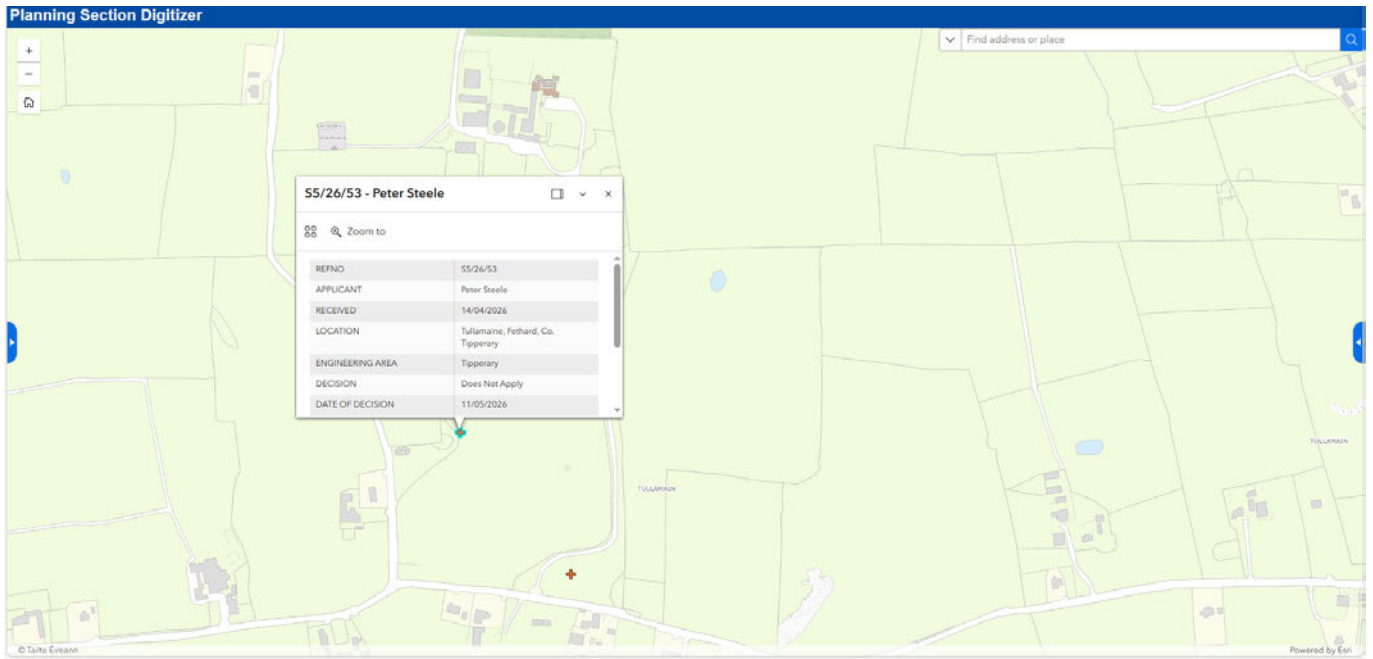 Planning Section Digitizer
Find address or place
S5/26/53 - Peter Steele
Zoom to
REFNO S5/26/53
APPLICANT Peter Steele
RECEIVED 14/04/2026
LOCATION Tullamaine, Fethard, Co.
Tipperary
ENGINEERING AREA Tipperary
DECISION Does Not Apply
DATE OF DECISION 11/05/2026
TULLAMAIN
TULLAMAIN
© Tailte Éireann
Powered by Esri